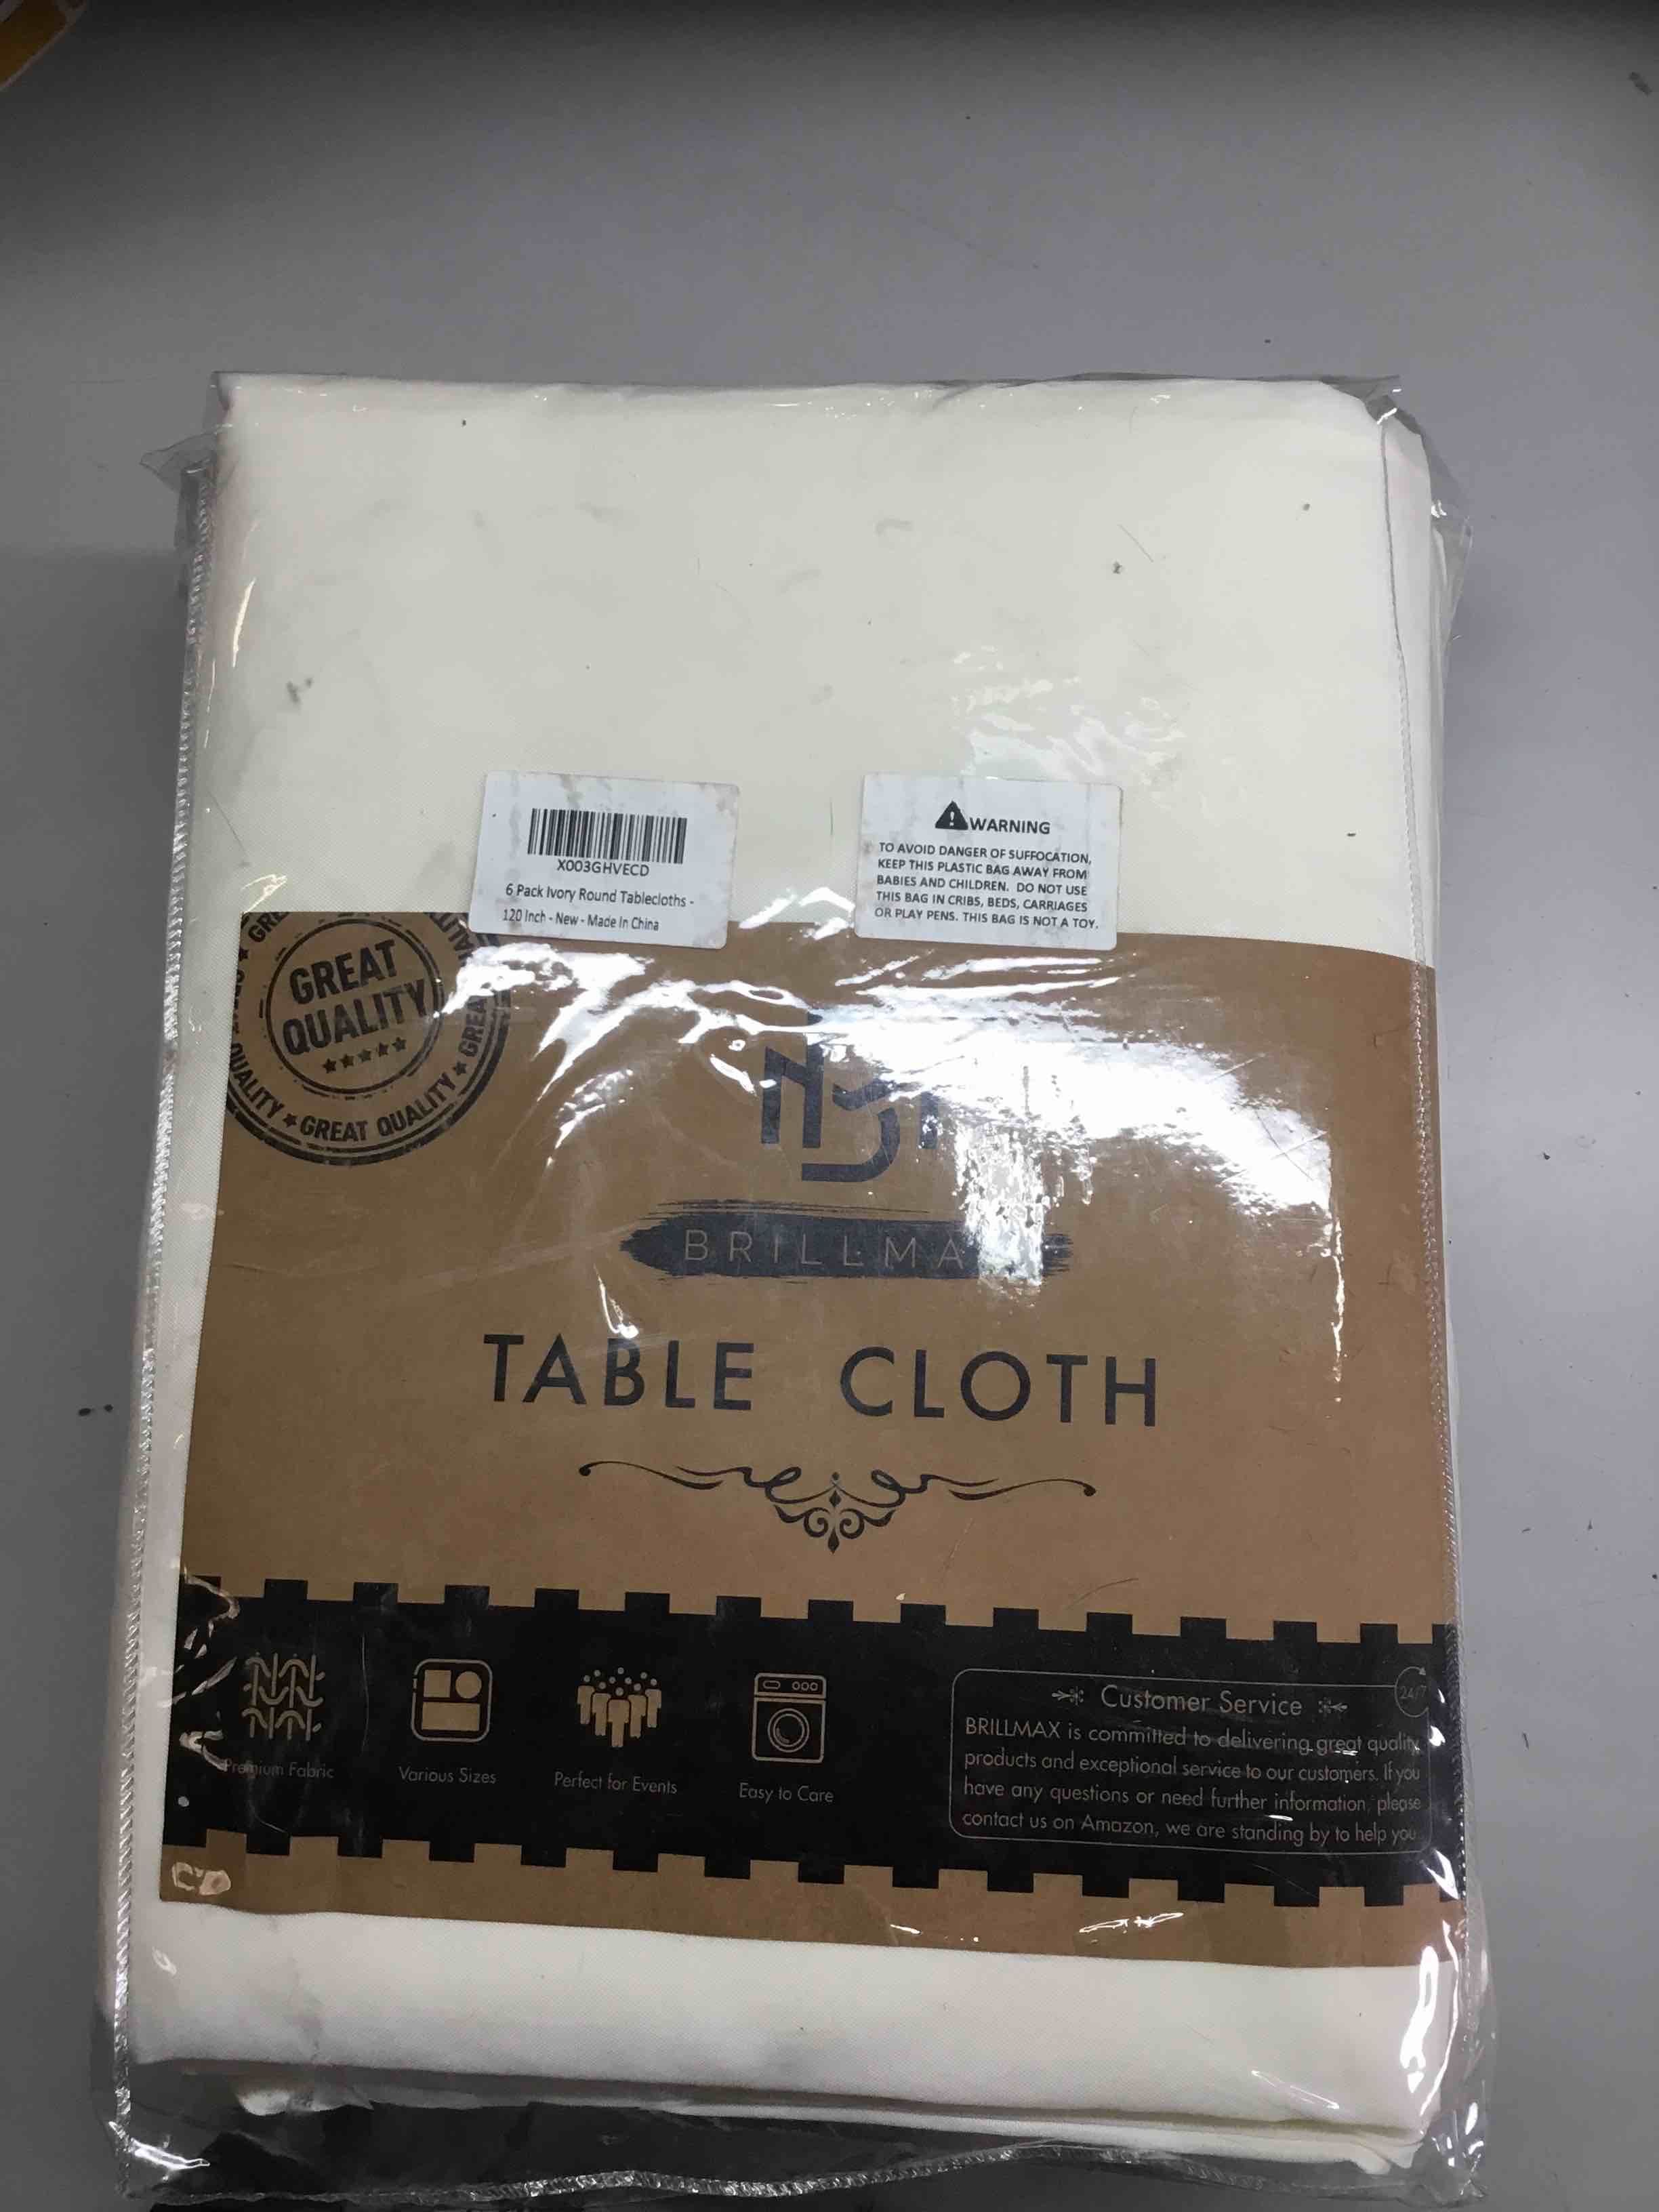 X003GHVECD
6 Pack Ivory Round Tablecloths -
120 Inch - New - Made In China
WARNING
TO AVOID DANGER OF SUFFOCATION,
KEEP THIS PLASTIC BAG AWAY FROM
BABIES AND CHILDREN. DO NOT USE
THIS BAG IN CRIBS, BEDS, CARRIAGES
OR PLAY PENS. THIS BAG IS NOT A TOY.
GREAT
QUALITY
QUALITY ★ GREAT QUALITY ★ GREA
BRILLMA
TABLE CLOTH
Premium Fabric
Various Sizes
Perfect for Events
Easy to Care
Customer Service
24/7
BRILLMAX is committed to delivering great quality
products and exceptional service to our customers. If you
have any questions or need further information, please
contact us on Amazon, we are standing by to help you